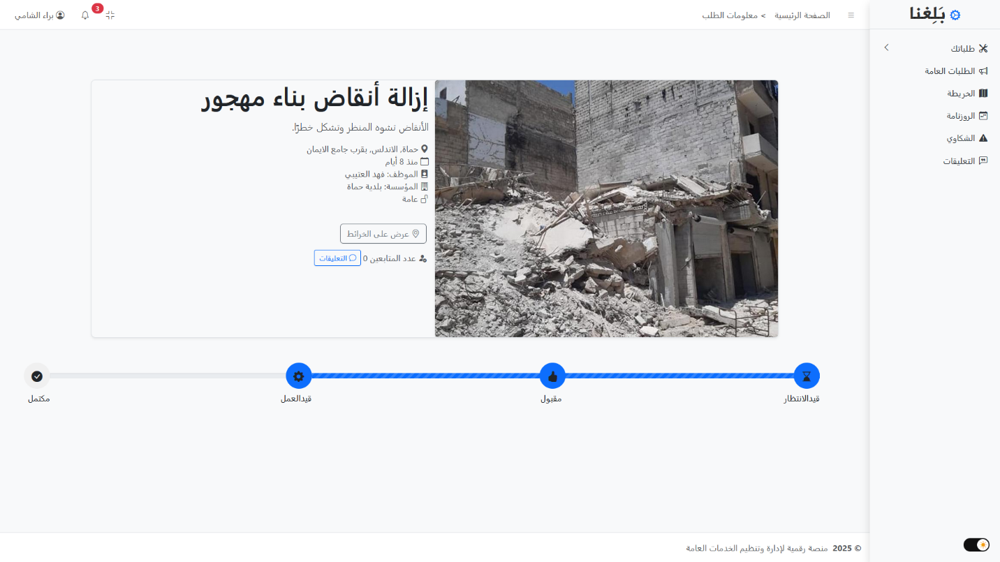 بَلِغْنا
طلباتك
الطلبات العامة
الخريطة
الروزنامة
الشكاوي
التعليقات
الصفحة الرئيسية > معلومات الطلب
3
براء الشامي
إزالة أنقاض بناء مهجور
الأنقاض تشوه المنظر وتشكل خطرًا.
حماة, الاندلس, بقرب جامع الايمان
منذ 8 أيام
الموظف: فهد العتيبي
المؤسسة: بلدية حماة
عامة
عرض على الخرائط
عدد المتابعين 0 التعليقات
قيدالانتظار
مقبول
قيدالعمل
مكتمل
© 2025 منصة رقمية لإدارة وتنظيم الخدمات العامة